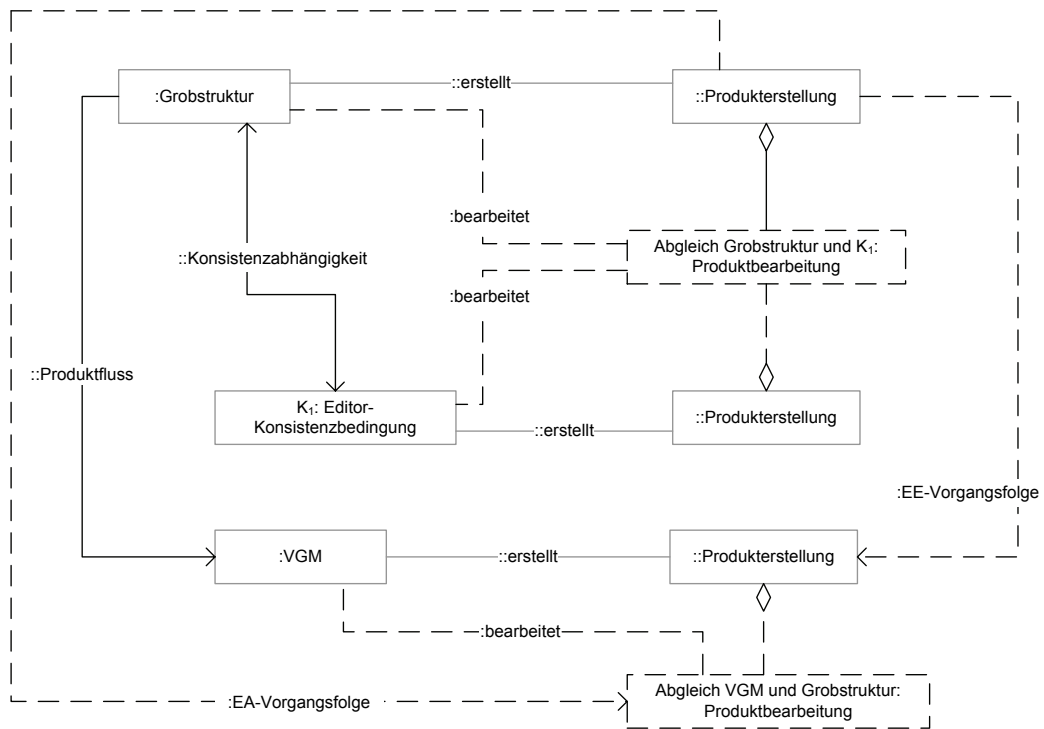 ::erstellt
:Grobstruktur
::Produkterstellung
:bearbeitet
Abgleich Grobstruktur und K₁:
Produktbearbeitung
::Konsistenzabhängigkeit
:bearbeitet
::Produktfluss
K₁: Editor-
Konsistenzbedingung
::Produkterstellung
::erstellt
:EE-Vorgangsfolge
:VGM
::erstellt
::Produkterstellung
:bearbeitet
Abgleich VGM und Grobstruktur:
Produktbearbeitung
:EA-Vorgangsfolge